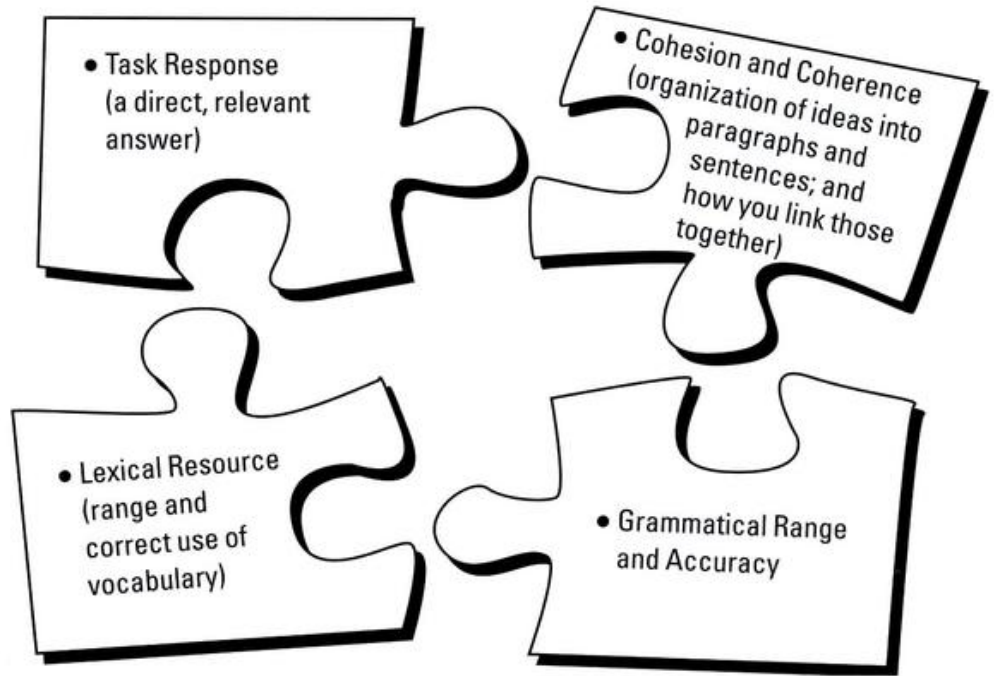 • Task Response
(a direct, relevant
answer)
• Cohesion and Coherence
(organization of ideas into
paragraphs and
sentences; and
how you link those
together)
• Lexical Resource
(range and
correct use of
vocabulary)
• Grammatical Range
and Accuracy